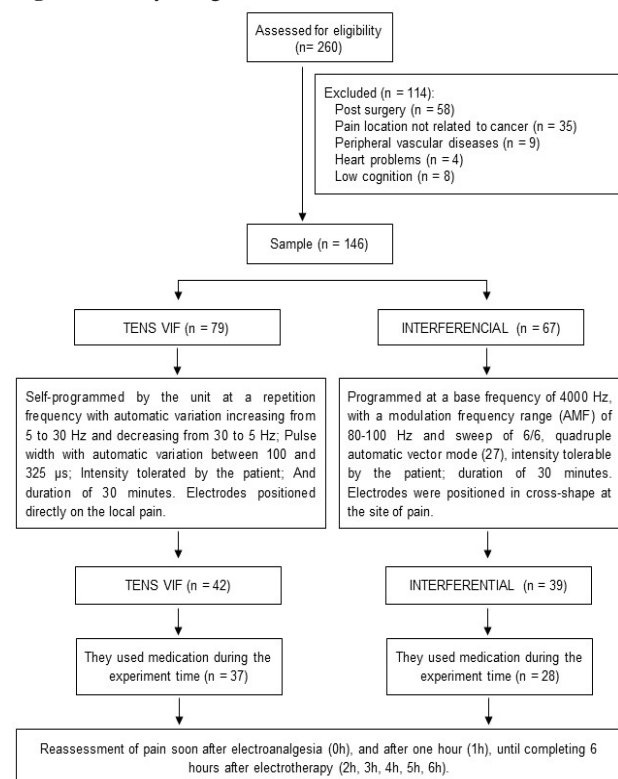 Assessed for eligibility
(n= 260)
Excluded (n = 114):
Post surgery (n = 58)
Pain location not related to cancer (n = 35)
Peripheral vascular diseases (n = 9)
Heart problems (n = 4)
Low cognition (n = 8)
Sample (n = 146)
TENS VIF (n = 79)
INTERFERENCIAL (n = 67)
Self-programmed by the unit at a repetition
frequency with automatic variation increasing from
5 to 30 Hz and decreasing from 30 to 5 Hz; Pulse
width with automatic variation between 100 and
325 µs; Intensity tolerated by the patient; And
duration of 30 minutes. Electrodes positioned
directly on the local pain.
Programmed at a base frequency of 4000 Hz,
with a modulation frequency range (AMF) of
80-100 Hz and sweep of 6/6, quadruple
automatic vector mode (27), intensity tolerable
by the patient; duration of 30 minutes.
Electrodes were positioned in cross-shape at
the site of pain.
TENS VIF (n = 42)
INTERFERENTIAL (n = 39)
They used medication during the
experiment time (n = 37)
They used medication during the
experiment time (n = 28)
Reassessment of pain soon after electroanalgesia (0h), and after one hour (1h), until completing 6
hours after electrotherapy (2h, 3h, 4h, 5h, 6h).